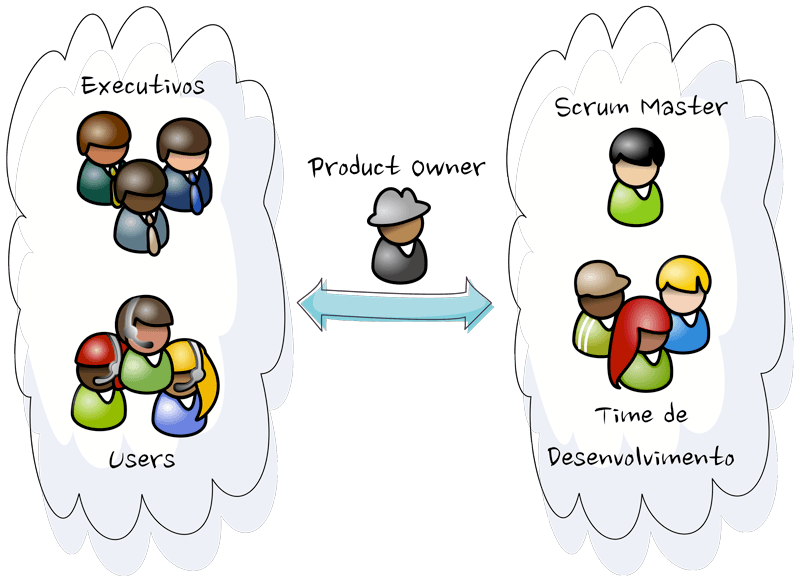 Executivos
Users
Product Owner
Scrum Master
Time de
Desenvolvimento